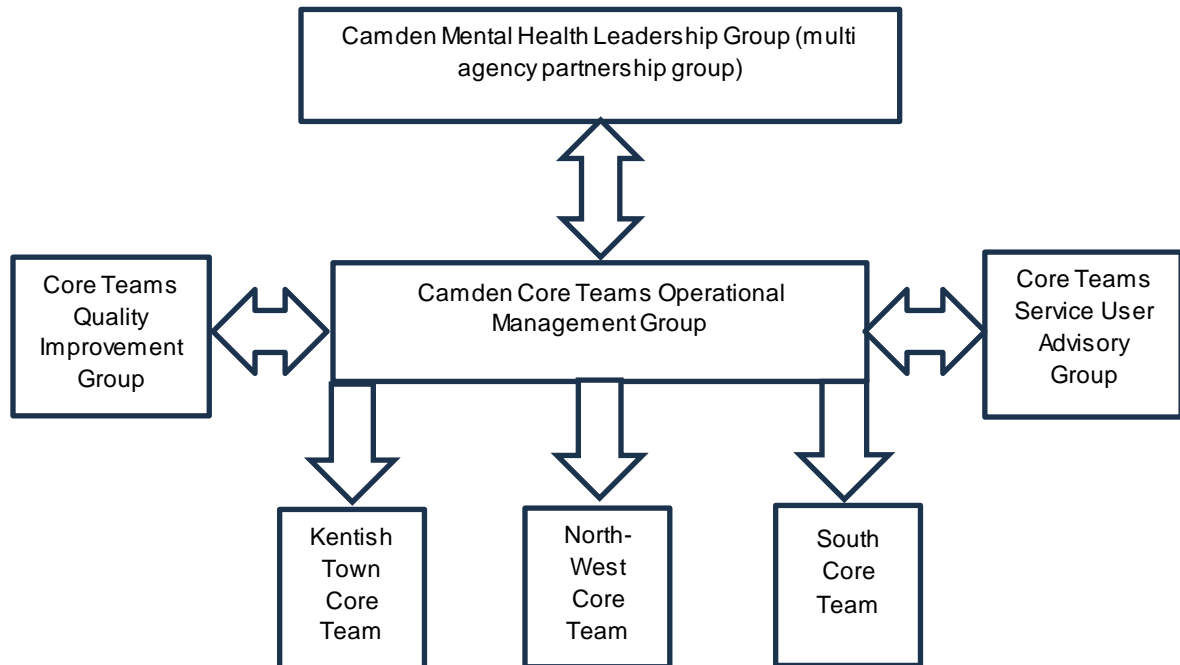 Camden Mental Health Leadership Group (multi
agency partnership group)
Core Teams
Quality
Improvement
Group
Camden Core Teams Operational
Management Group
Core Teams
Service User
Advisory
Group
Kentish
Town
Core
Team
North-
West
Core
Team
South
Core
Team